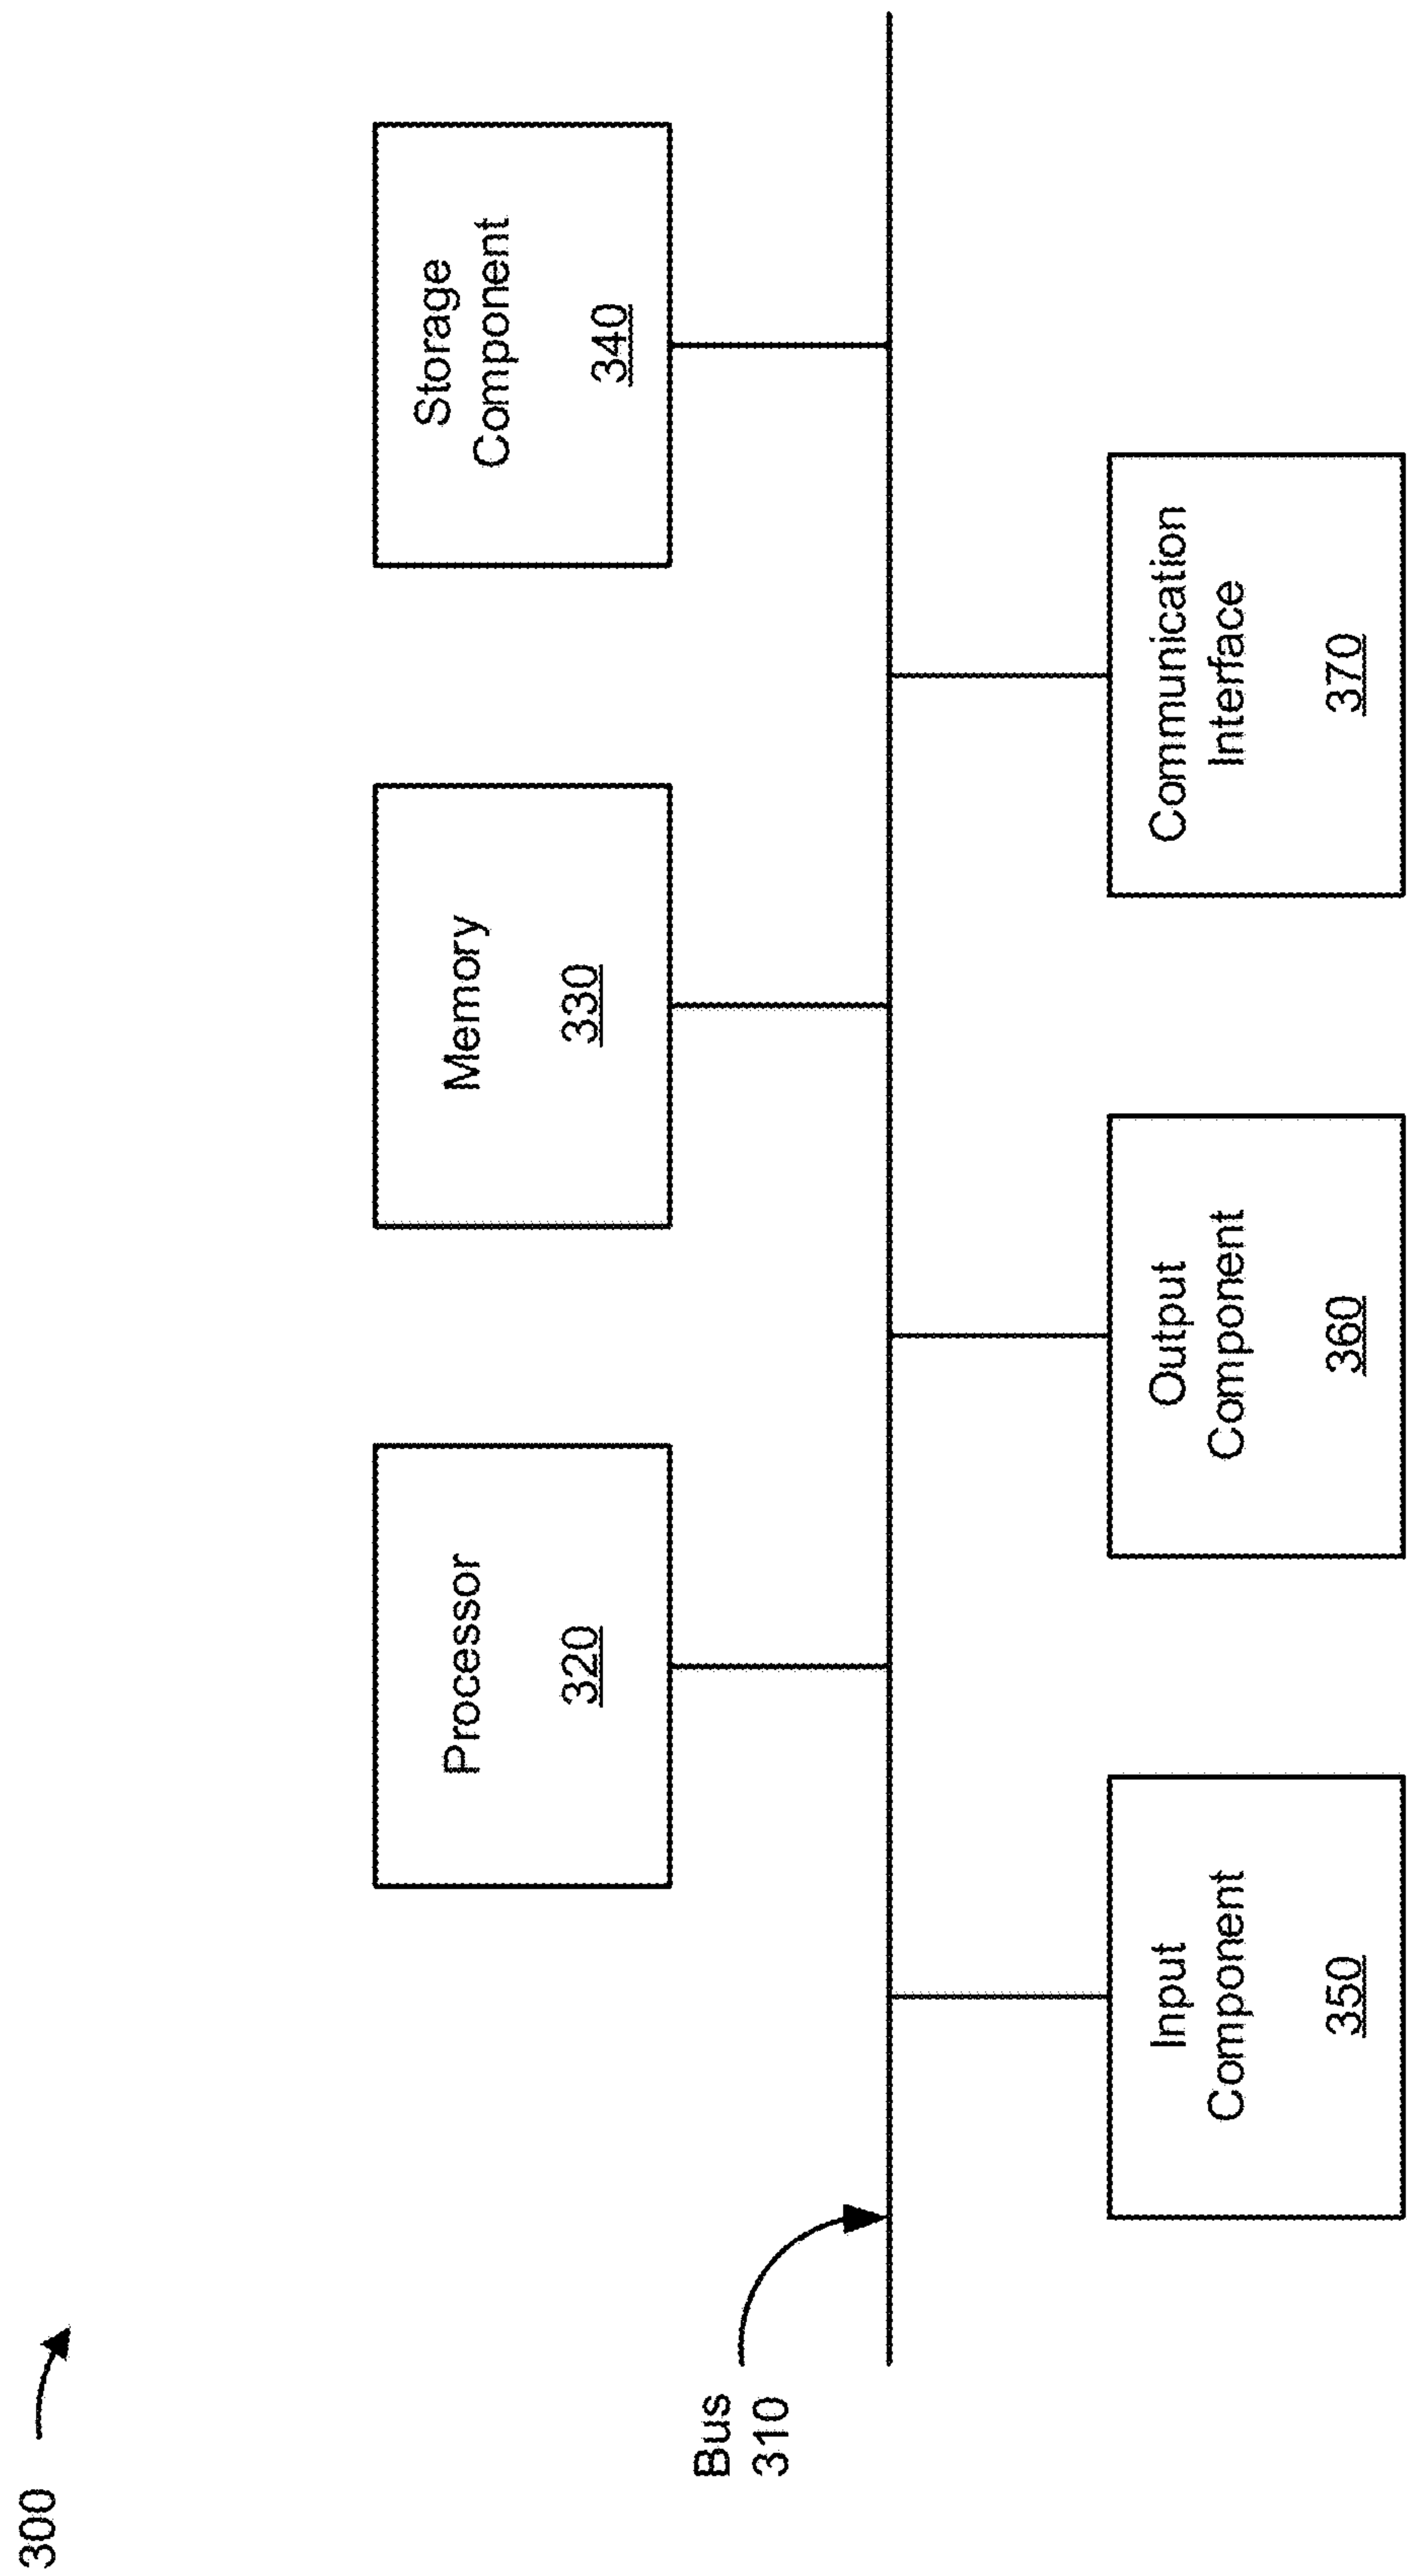 300
Processor
320
Memory
330
Storage
Component
340
Bus
310
Input
Component
350
Output
Component
360
Communication
Interface
370